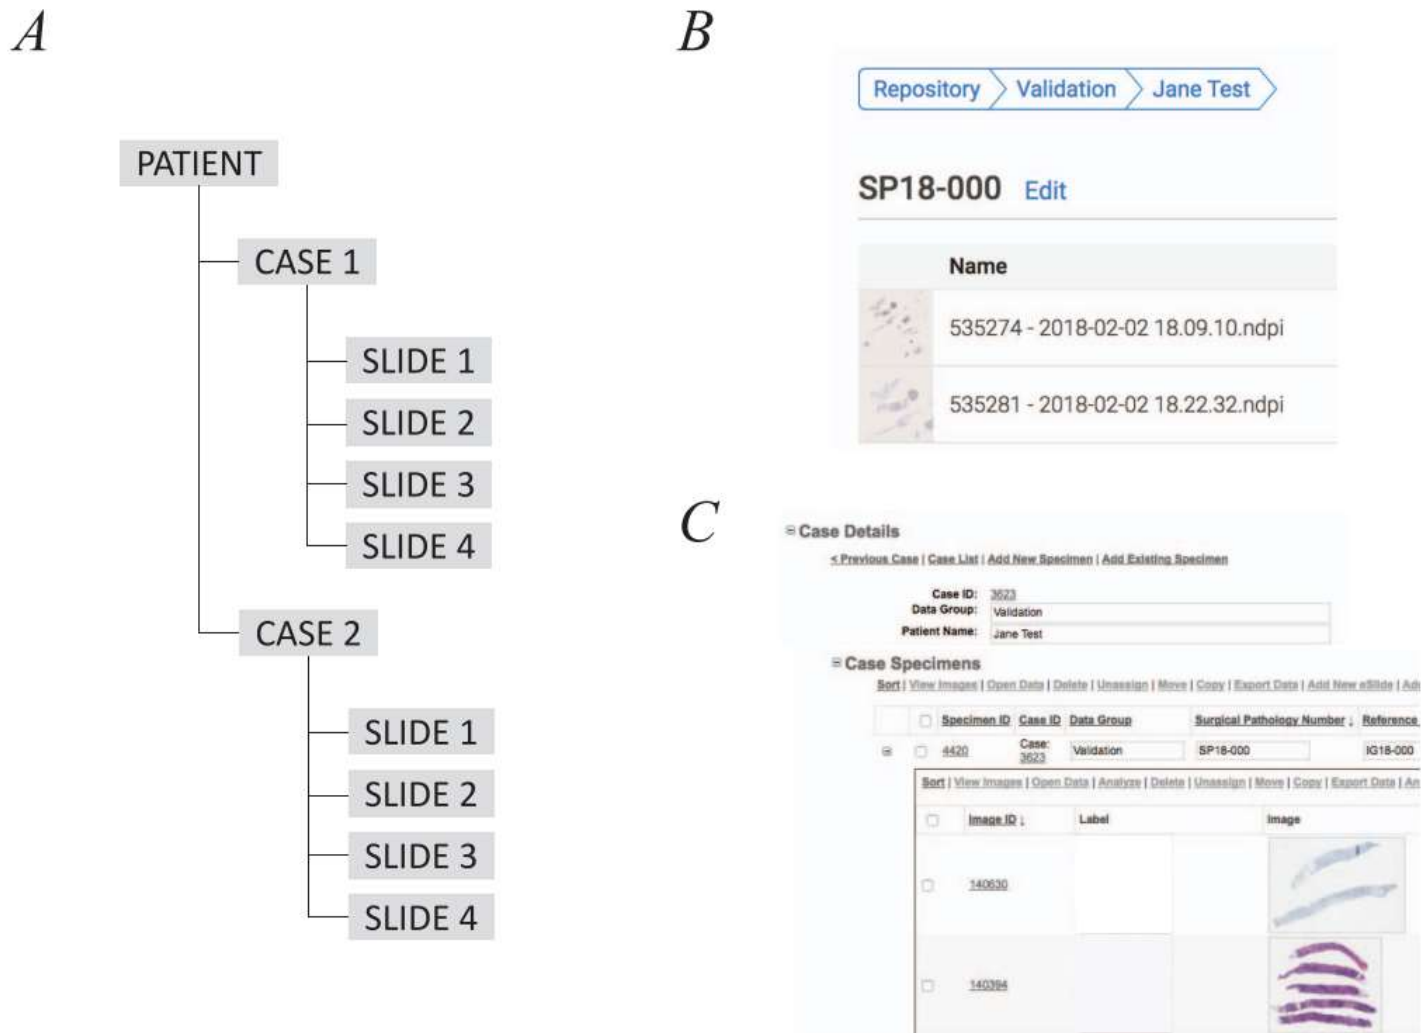 A
PATIENT
CASE 1
SLIDE 1
SLIDE 2
SLIDE 3
SLIDE 4
CASE 2
SLIDE 1
SLIDE 2
SLIDE 3
SLIDE 4
B
Repository Validation Jane Test
SP18-000 Edit
Name
535274 - 2018-02-02 18.09.10.ndpi
535281 - 2018-02-02 18.22.32.ndpi
C
Case Details
< Previous Case | Case List | Add New Specimen | Add Existing Specimen
Case ID: 3623
Data Group: Validation
Patient Name: Jane Test
Case Specimens
Sort | View Images | Open Data | Delete | Unassign | Move | Copy | Export Data | Add New eSlide |
Specimen ID Case ID Data Group Surgical Pathology Number ↓ Reference
4420 Case: 3623 Validation SP18-000 IG18-000
Sort | View Images | Open Data | Analyze | Delete | Unassign | Move | Copy | Export Data | An
Image ID ↓ Label Image
140630
140394